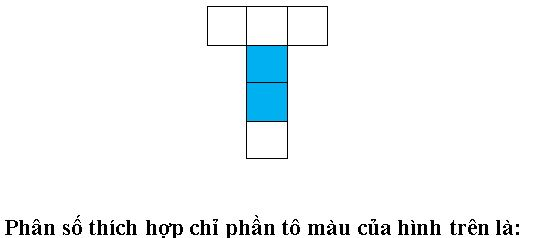 Phân số thích hợp chỉ phần tô màu của hình trên là: